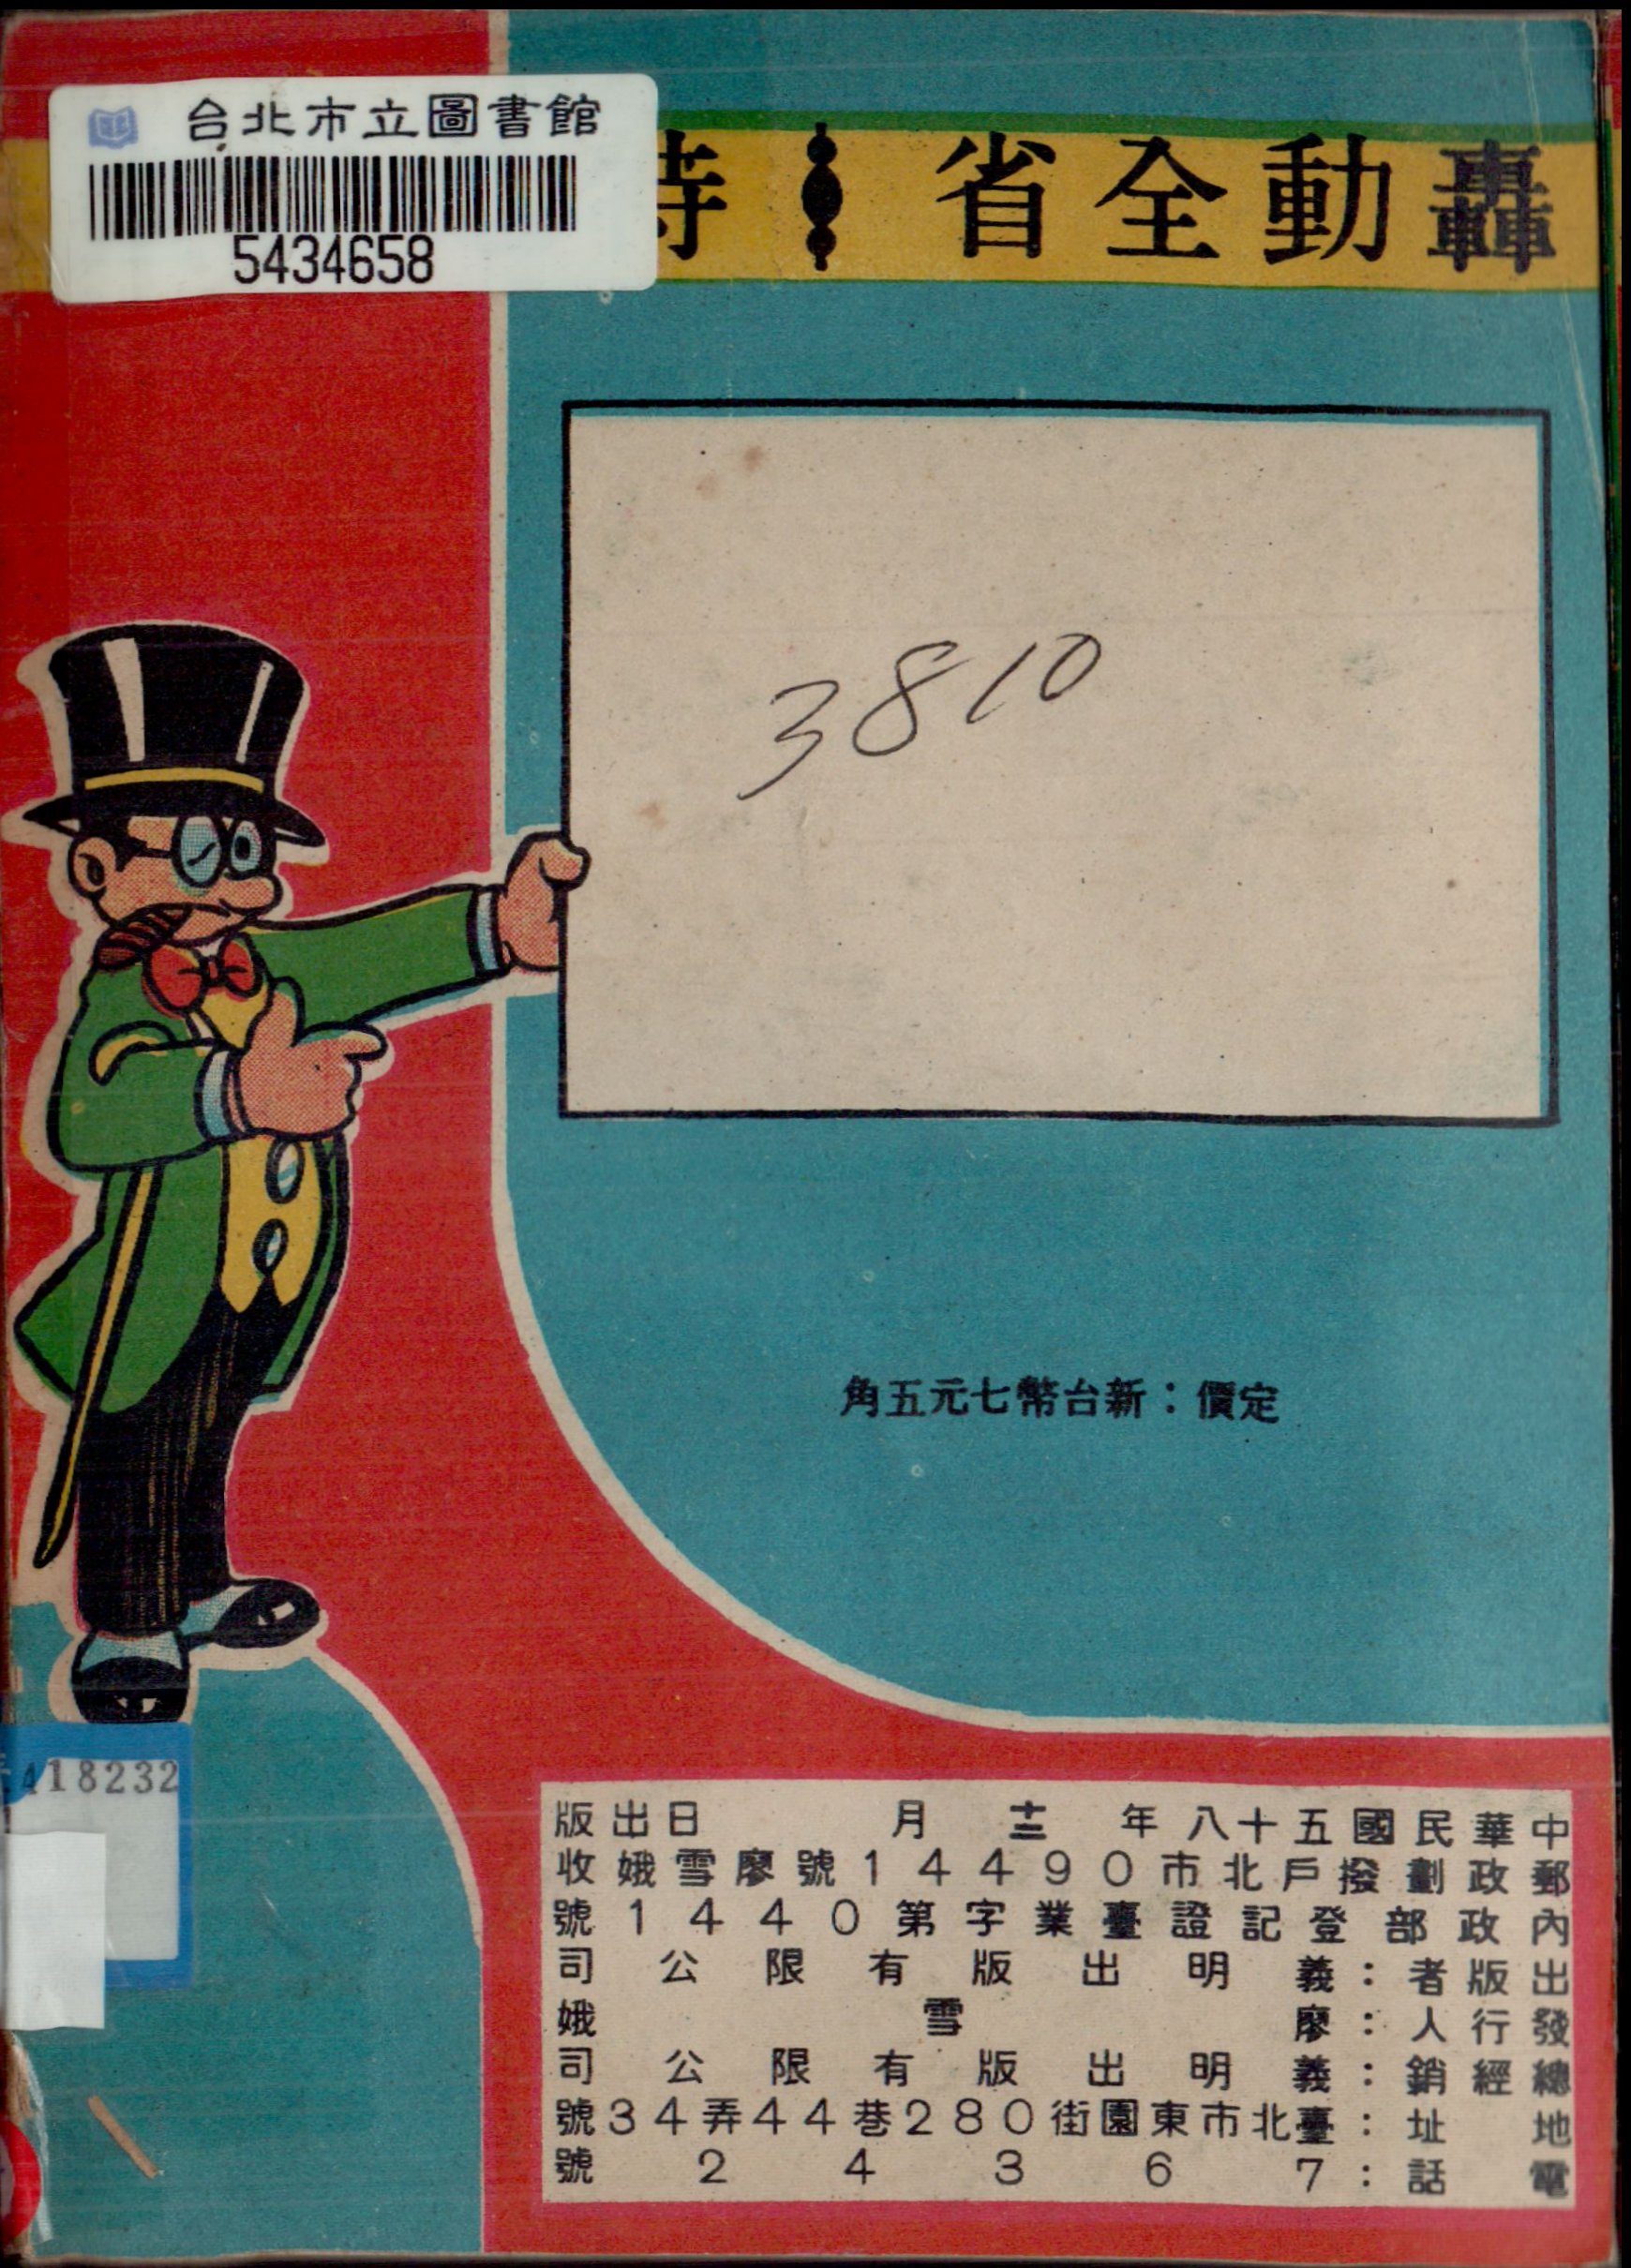 台北市立圖書館
5434658
轟動全省
3810
定價：新台幣七元五角
418232
中華民國五十八年十二月 日出版
郵政劃撥戶北市14490號廖雪娥收
內政部登記證臺業字第1440號
出版者：義明出版有限公司
發行人：廖雪娥
總經銷：義明出版有限公司
地址：臺北市東園街280巷44弄34號
電話：24367號